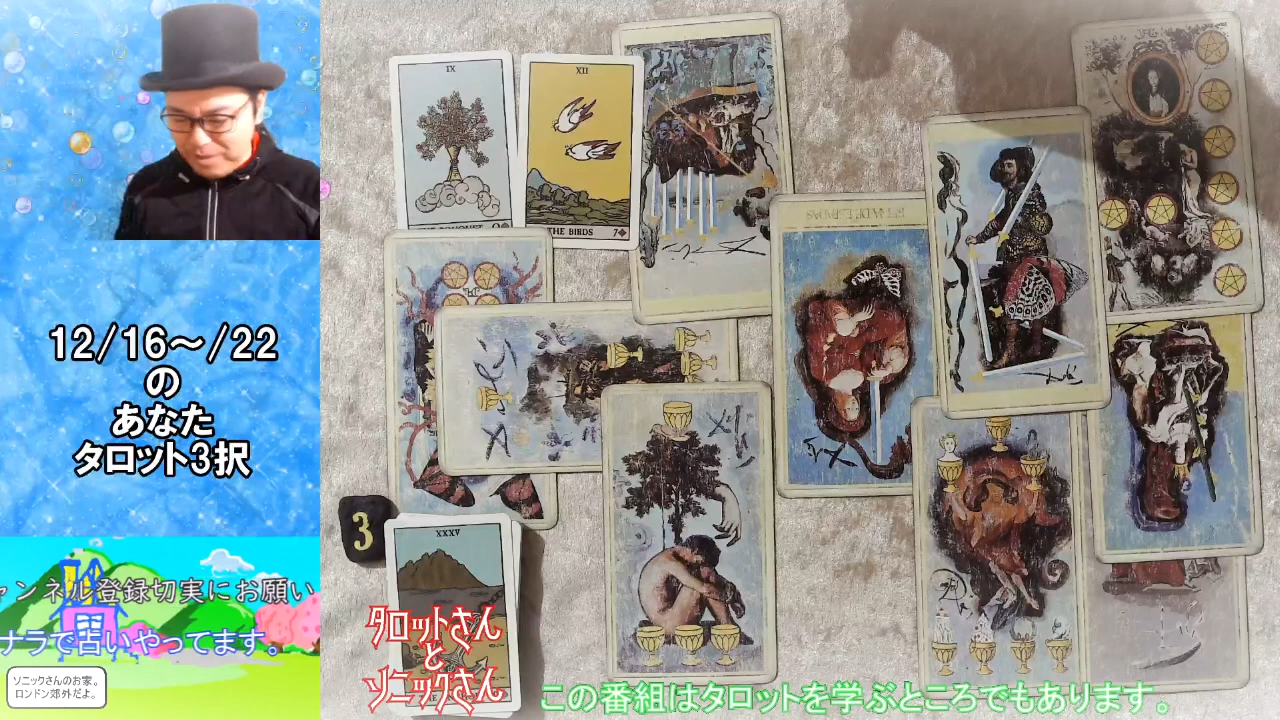 12/16～/22
の
あなた
タロット3択
ャンネル登録切実にお願い
ナラで占いやってます。
ソニックさんのお家。
ロンドン郊外だよ。
IX
XII
THE BIRDS 7
3
XXXV
タロットさん
と
ソニックさん
この番組はタロットを学ぶところでもあります。